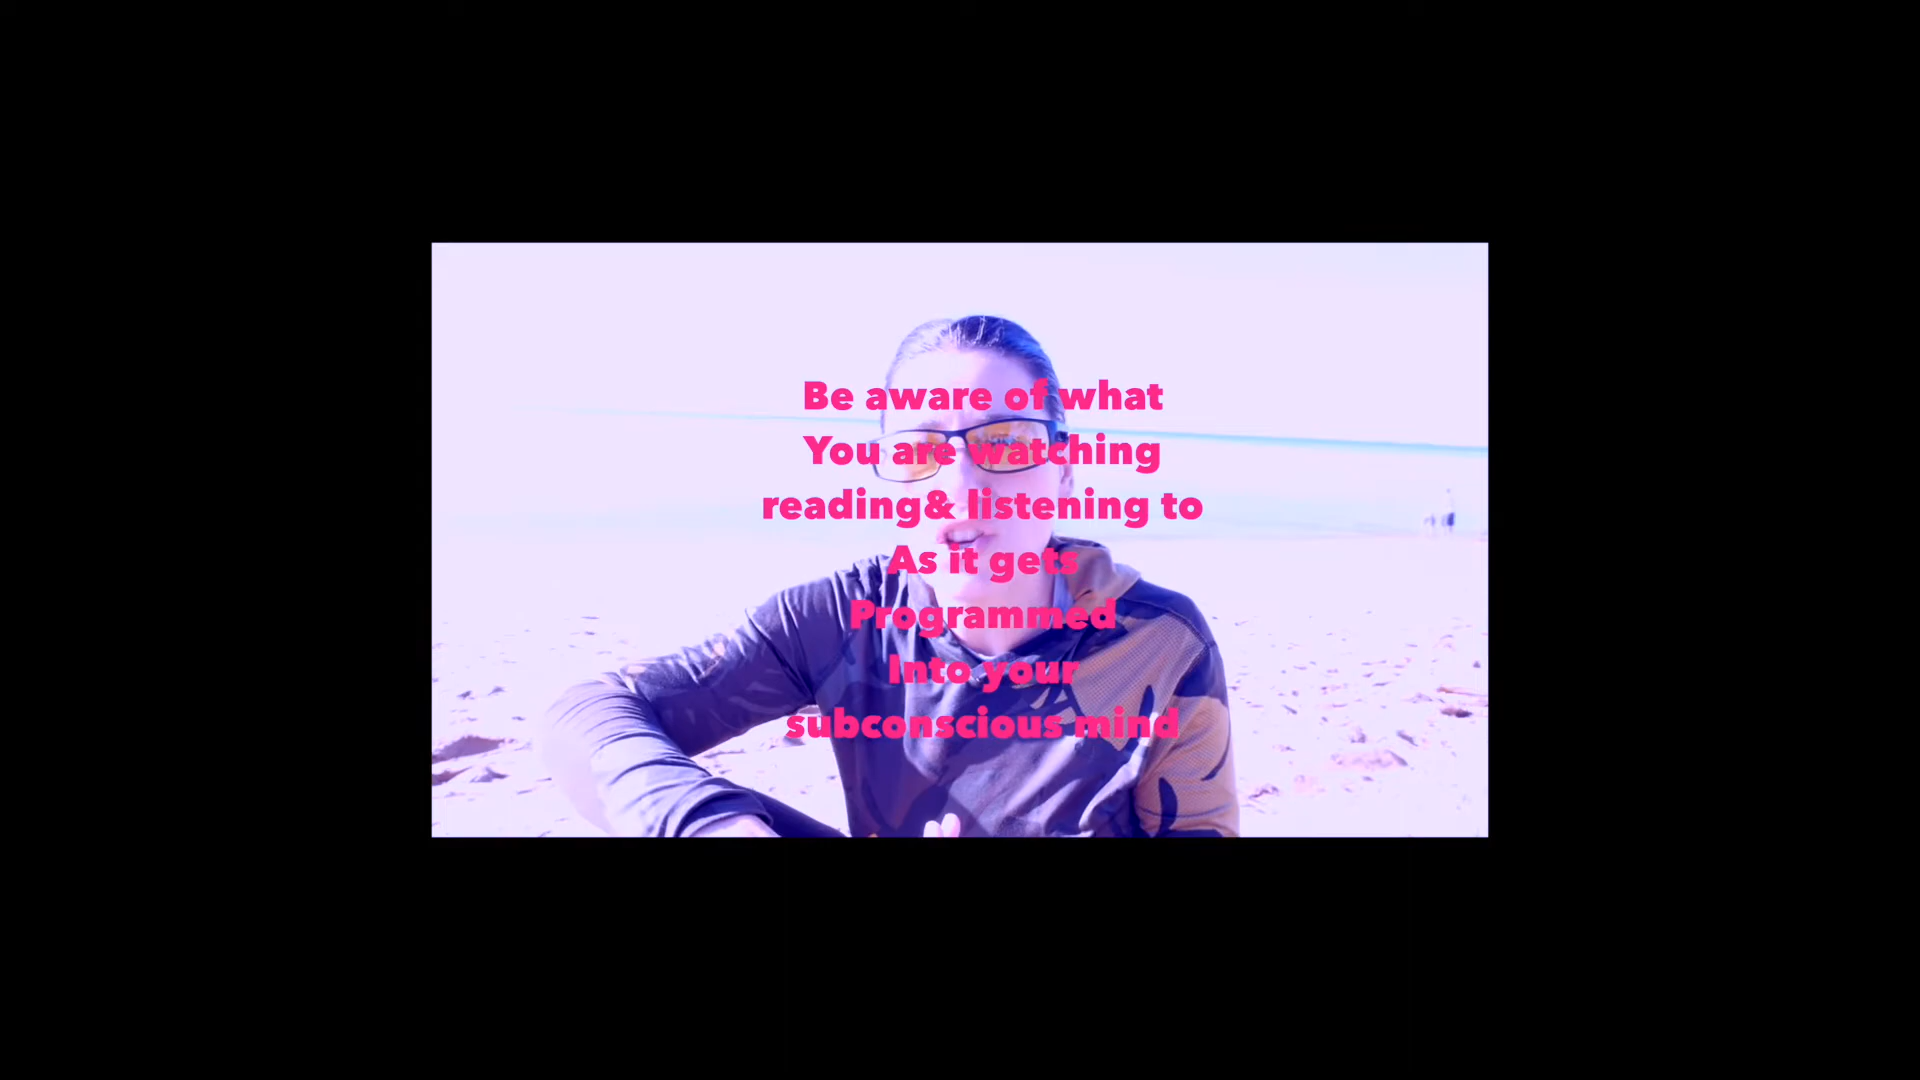 Be aware of what
You are watching
reading& listening to
As it gets
Programmed
Into your
subconscious mind